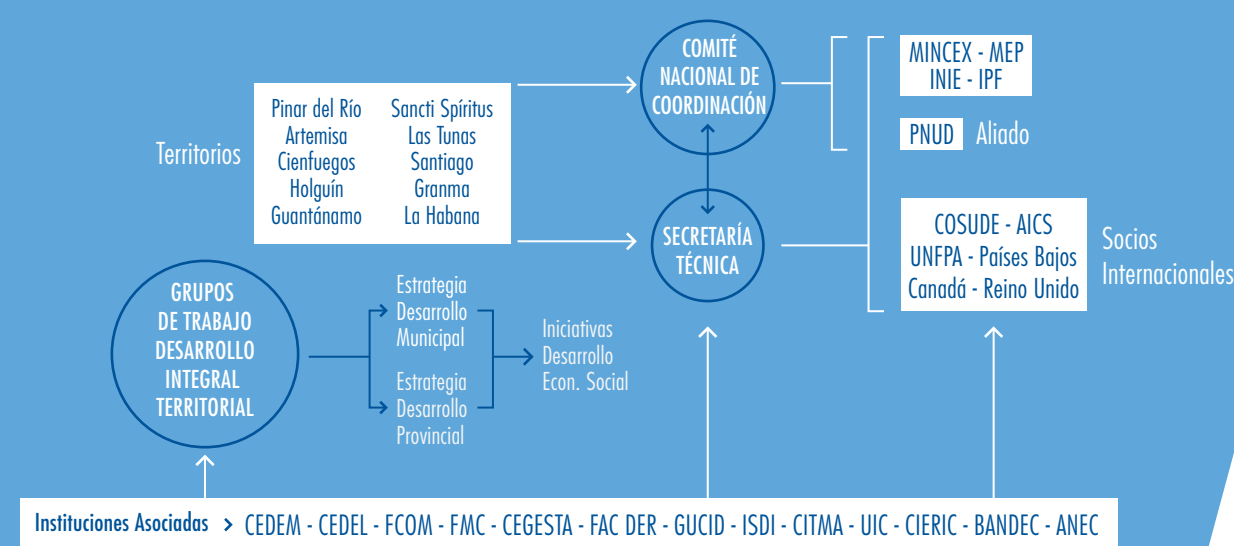 COMITÉ
NACIONAL DE
COORDINACIÓN
MINCEX - MEP
INIE - IPF
PNUD Aliado
Territorios
Pinar del Río Sancti Spíritus
Artemisa Las Tunas
Cienfuegos Santiago
Holguín Granma
Guantánamo La Habana
SECRETARÍA
TÉCNICA
COSUDE - AICS
UNFPA - Países Bajos
Canadá - Reino Unido
Socios
Internacionales
GRUPOS
DE TRABAJO
DESARROLLO
INTEGRAL
TERRITORIAL
Estrategia
Desarrollo
Municipal
Estrategia
Desarrollo
Provincial
Iniciativas
Desarrollo
Econ. Social
Instituciones Asociadas > CEDEM - CEDEL - FCOM - FMC - CEGESTA - FAC DER - GUCID - ISDI - CITMA - UIC - CIERIC - BANDEC - ANEC